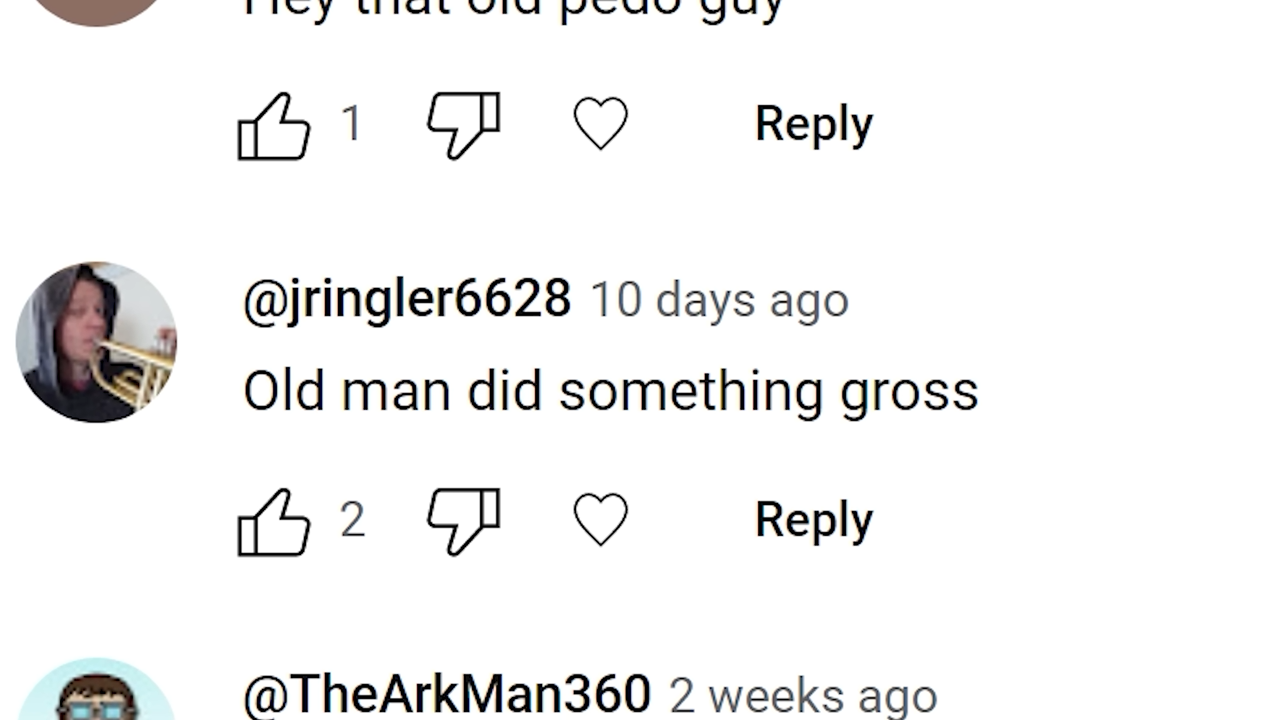 Hey that old pedo guy
1
Reply
@jringler6628 10 days ago
Old man did something gross
2
Reply
@TheArkMan360 2 weeks ago